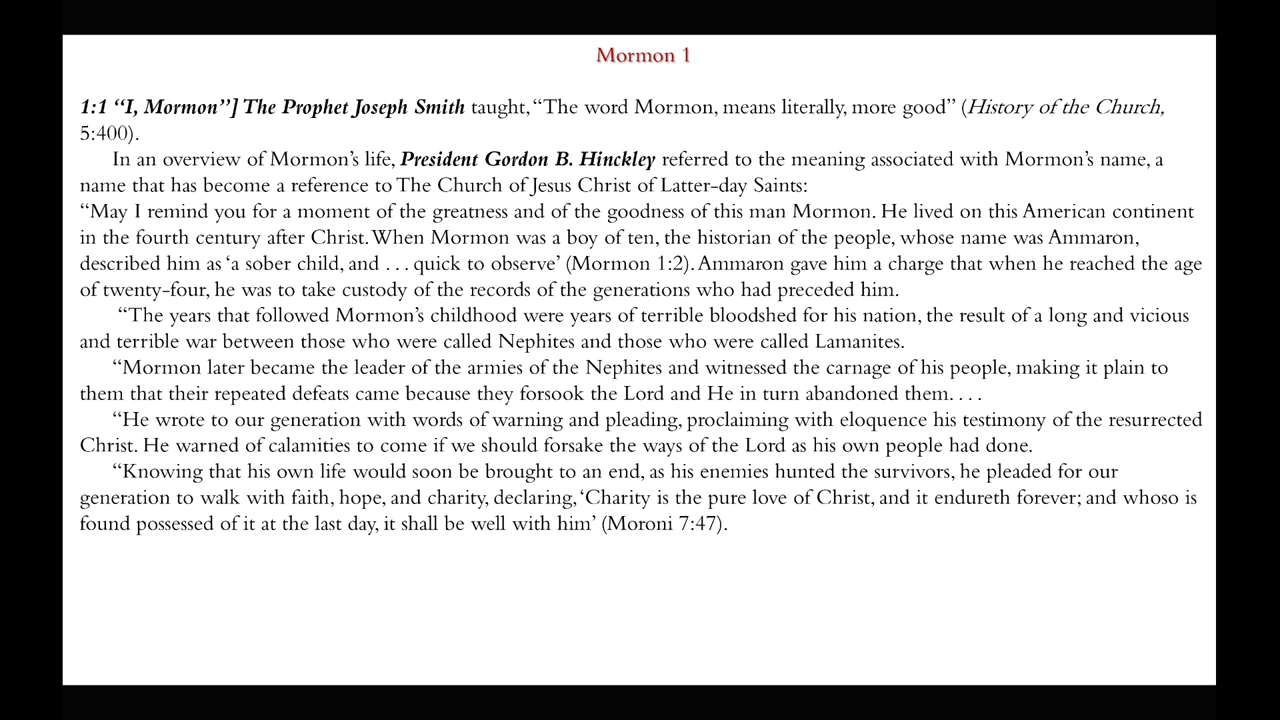 Mormon 1
1:1 “I, Mormon”] The Prophet Joseph Smith taught, “The word Mormon, means literally, more good” (History of the Church,
5:400).
In an overview of Mormon’s life, President Gordon B. Hinckley referred to the meaning associated with Mormon’s name, a
name that has become a reference to The Church of Jesus Christ of Latter-day Saints:
“May I remind you for a moment of the greatness and of the goodness of this man Mormon. He lived on this American continent
in the fourth century after Christ. When Mormon was a boy of ten, the historian of the people, whose name was Ammaron,
described him as ‘a sober child, and . . . quick to observe’ (Mormon 1:2). Ammaron gave him a charge that when he reached the age
of twenty-four, he was to take custody of the records of the generations who had preceded him.
“The years that followed Mormon’s childhood were years of terrible bloodshed for his nation, the result of a long and vicious
and terrible war between those who were called Nephites and those who were called Lamanites.
“Mormon later became the leader of the armies of the Nephites and witnessed the carnage of his people, making it plain to
them that their repeated defeats came because they forsook the Lord and He in turn abandoned them. . . .
“He wrote to our generation with words of warning and pleading, proclaiming with eloquence his testimony of the resurrected
Christ. He warned of calamities to come if we should forsake the ways of the Lord as his own people had done.
“Knowing that his own life would soon be brought to an end, as his enemies hunted the survivors, he pleaded for our
generation to walk with faith, hope, and charity, declaring, ‘Charity is the pure love of Christ, and it endureth forever; and whoso is
found possessed of it at the last day, it shall be well with him’ (Moroni 7:47).